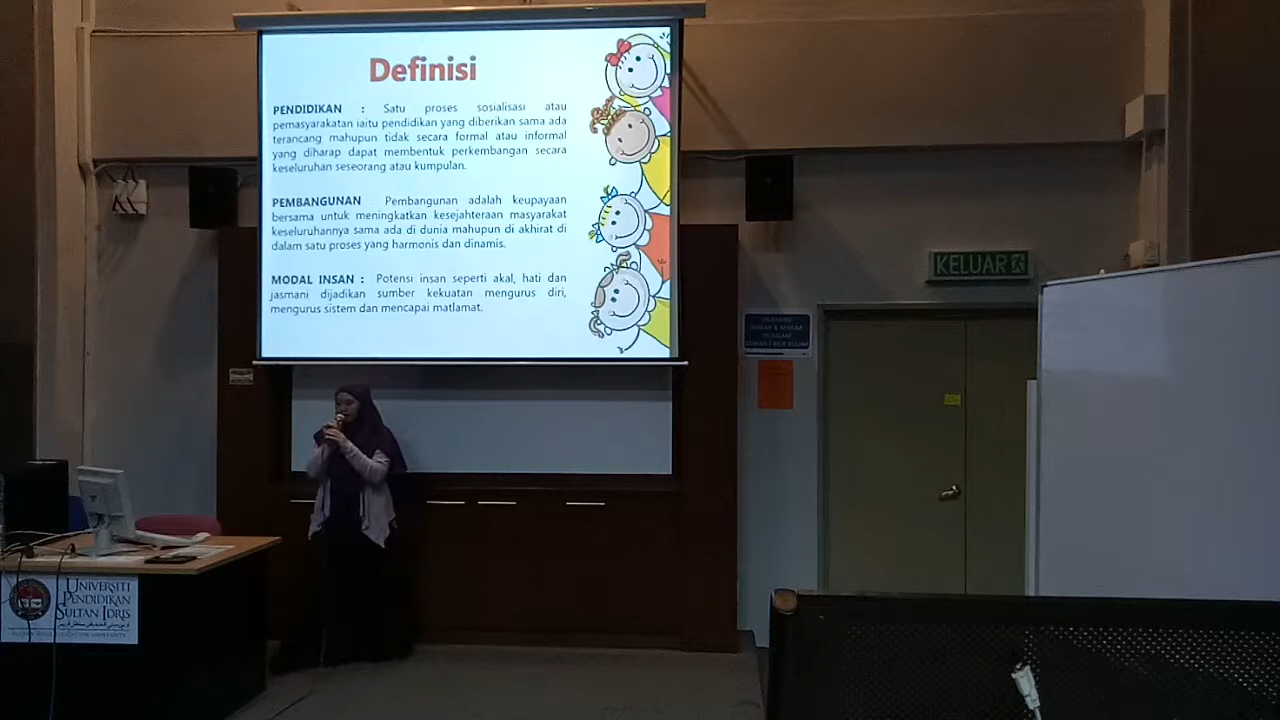 Definisi
PENDIDIKAN : Satu proses sosialisasi atau
pemasyarakatan iaitu pendidikan yang diberikan sama ada
terancang mahupun tidak secara formal atau informal
yang diharap dapat membentuk perkembangan secara
keseluruhan seseorang atau kumpulan.
PEMBANGUNAN : Pembangunan adalah keupayaan
bersama untuk meningkatkan kesejahteraan masyarakat
keseluruhannya sama ada di dunia mahupun di akhirat di
dalam satu proses yang harmonis dan dinamis.
MODAL INSAN : Potensi insan seperti akal, hati dan
jasmani dijadikan sumber kekuatan mengurus diri,
mengurus sistem dan mencapai matlamat.
KELUAR
MAKAN & MINUM
DI DALAM
UNIVERSITI
PENDIDIKAN
SULTAN IDRIS